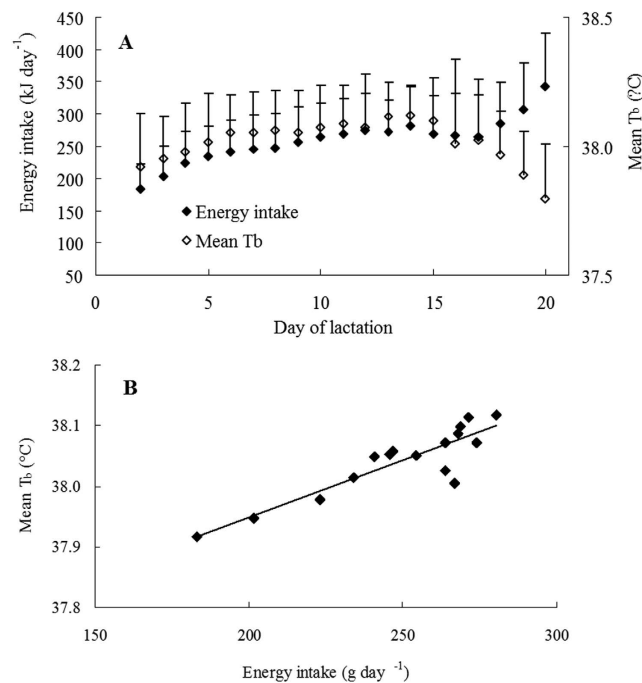 A
Energy intake (kJ day⁻¹)
450
400
350
300
250
200
150
100
50
38.5
38.0
37.5
Mean Tb (?C)
Energy intake
Mean Tb
0
5
10
15
20
Day of lactation
B
Mean Tb (°C)
38.2
38.1
38.0
37.9
37.8
150
200
250
300
Energy intake (g day ⁻¹)